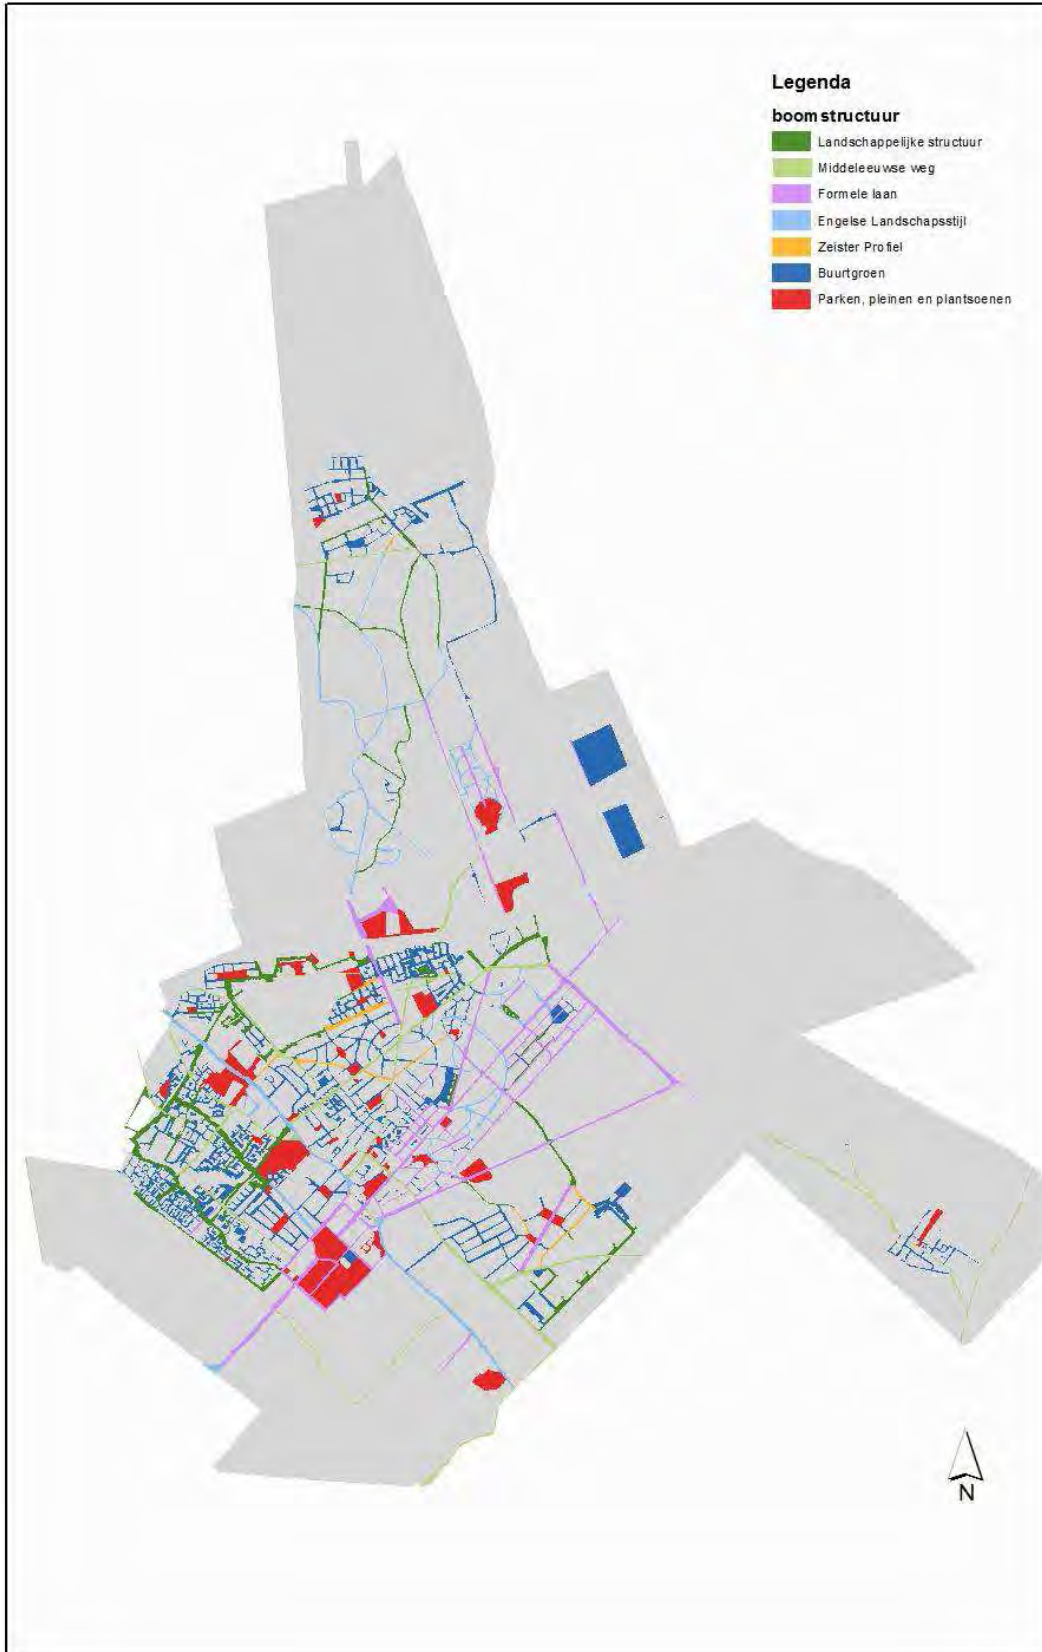 Legenda
boomstructuur
Landschappelijke structuur
Middeleeuwse weg
Formele laan
Engelse Landschapsstijl
Zeister Profiel
Buurtgroen
Parken, pleinen en plantsoenen
N